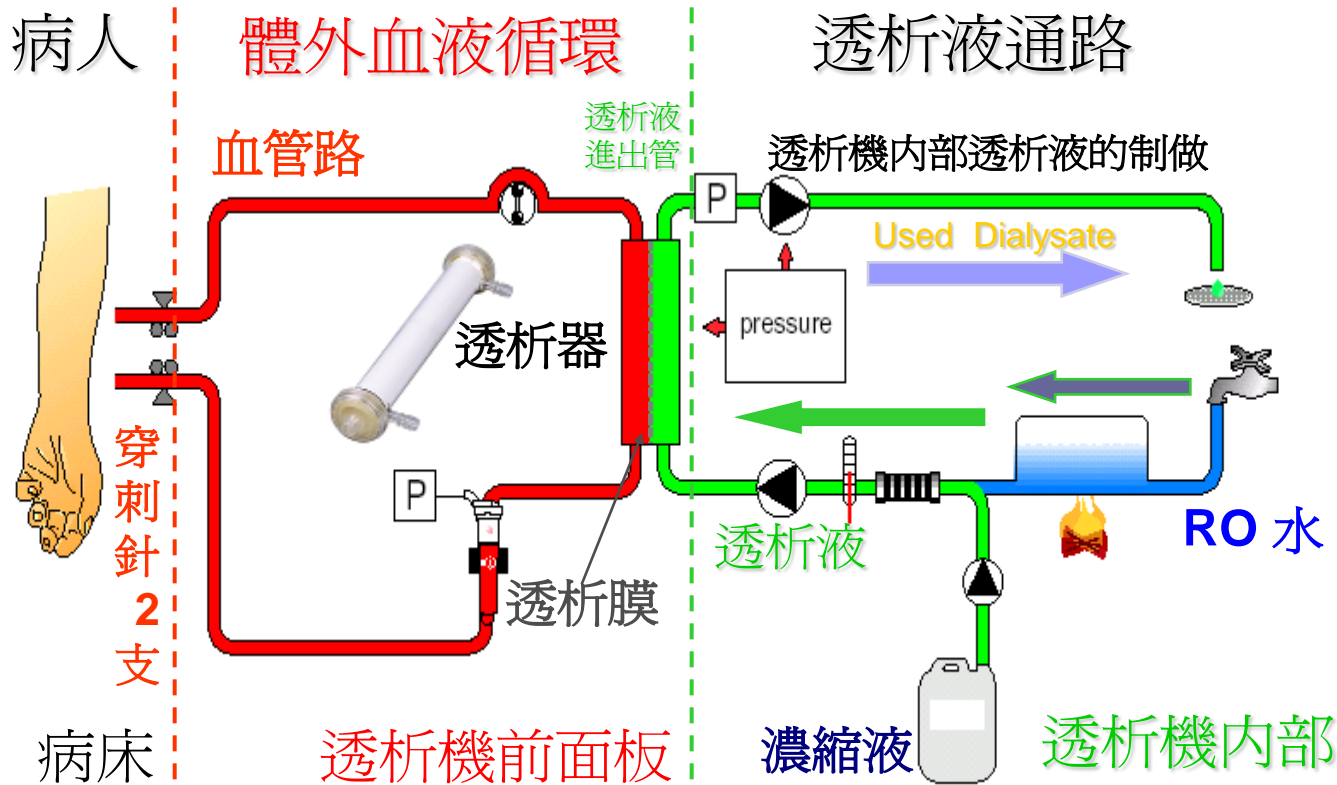 病人
體外血液循環
透析液通路
血管路
透析液
進出管
透析機內部透析液的制做
P
Used Dialysate
pressure
透析器
穿
刺
針
2
支
P
透析膜
透析液
RO 水
濃縮液
病床
透析機前面板
透析機內部